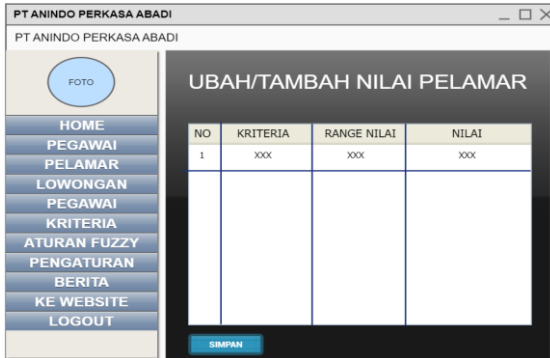 PT ANINDO PERKASA ABADI
PT ANINDO PERKASA ABADI
FOTO
HOME
PEGAWAI
PELAMAR
LOWONGAN
PEGAWAI
KRITERIA
ATURAN FUZZY
PENGATURAN
BERITA
KE WEBSITE
LOGOUT
UBAH/TAMBAH NILAI PELAMAR
NO KRITERIA RANGE NILAI NILAI
1 XXX XXX XXX
SIMPAN